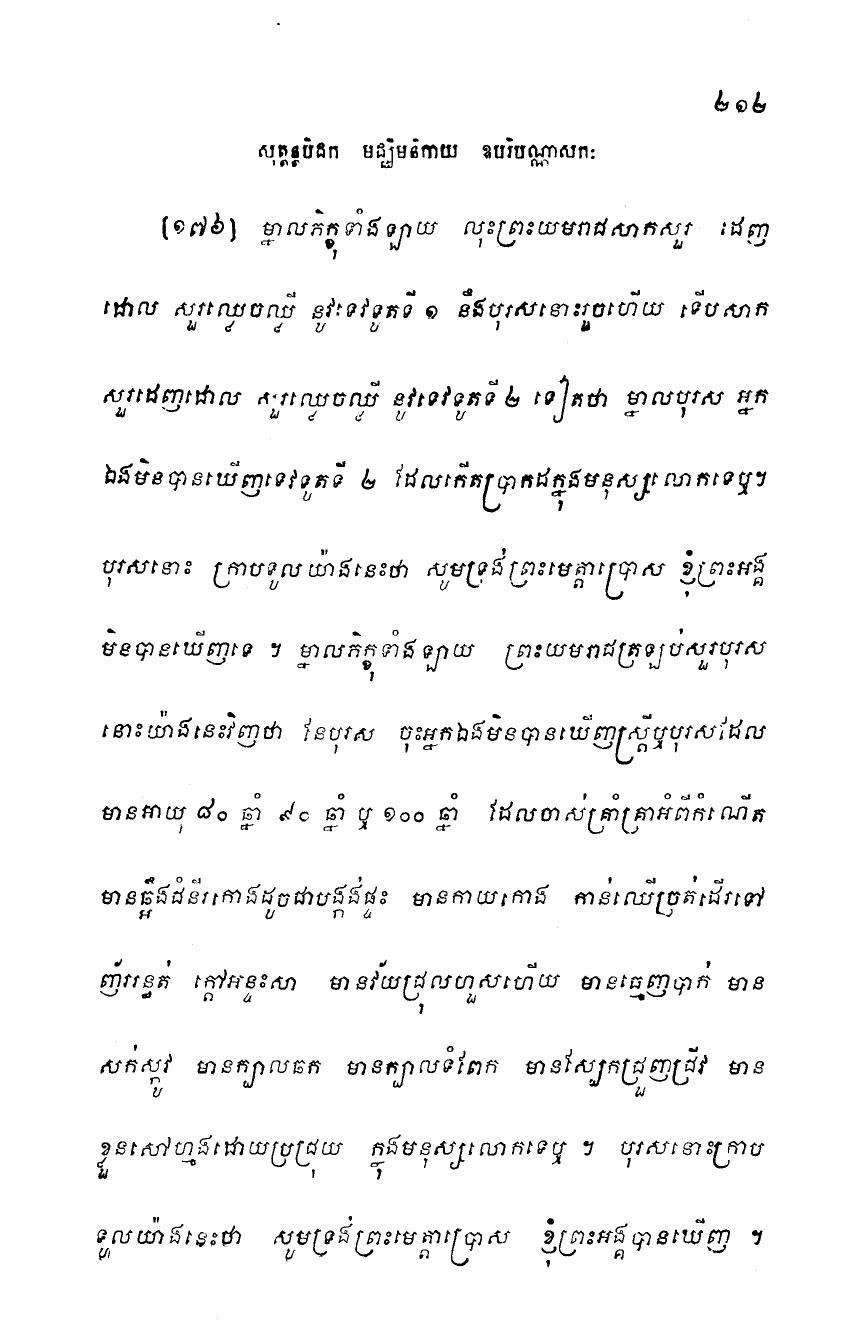 ២១២
សុត្តន្តបិដក មជ្ឈិមនិកាយ ឧបរិបណ្ណាសកៈ
[១៧៦] ម្នាលភិក្ខុទាំងឡាយ លុះព្រះយមរាជសាកសួរ ដេញ
ដោល សួរឈ្វេចឈ្វី នូវទេវទូតទី ១ នឹងបុរសនោះរួចហើយ ទើបសាក
សួរដេញដោល សួរឈ្វេចឈ្វី នូវទេវទូតទី ២ ទៀតថា ម្នាលបុរស អ្នក
ឯងមិនបានឃើញទេវទូតទី ២ ដែលកើតប្រាកដក្នុងមនុស្សលោកទេឬ។
បុរសនោះ ក្រាបទូលយ៉ាងនេះថា សូមទ្រង់ព្រះមេត្តាប្រោស ខ្ញុំព្រះអង្គ
មិនបានឃើញទេ ។ ម្នាលភិក្ខុទាំងឡាយ ព្រះយមរាជត្រឡប់សួរបុរស
នោះយ៉ាងនេះវិញថា នែបុរស ចុះអ្នកឯងមិនបានឃើញស្ត្រីឬបុរសដែល
មានអាយុ ៨០ ឆ្នាំ ៩០ ឆ្នាំ ឬ ១០០ ឆ្នាំ ដែលចាស់គ្រាំគ្រាអំពីកំណើត
មានឆ្អឹងជំនីរកោងដូចជាបង្កង់ផ្ទះ មានកាយកោង កាន់ឈើច្រត់ដើរទៅ
ញ័ររន្ធត់ ក្តៅអន្ទះសា មានវ័យជ្រុលហួសហើយ មានធ្មេញបាក់ មាន
សក់ស្កូវ មានក្បាលធក មានក្បាលទំពែក មានស្បែកជ្រួញជ្រីវ មាន
ខ្លួនសៅហ្មងដោយប្រជ្រុយ ក្នុងមនុស្សលោកទេឬ ។ បុរសនោះក្រាប
ទូលយ៉ាងនេះថា សូមទ្រង់ព្រះមេត្តាប្រោស ខ្ញុំព្រះអង្គបានឃើញ ។